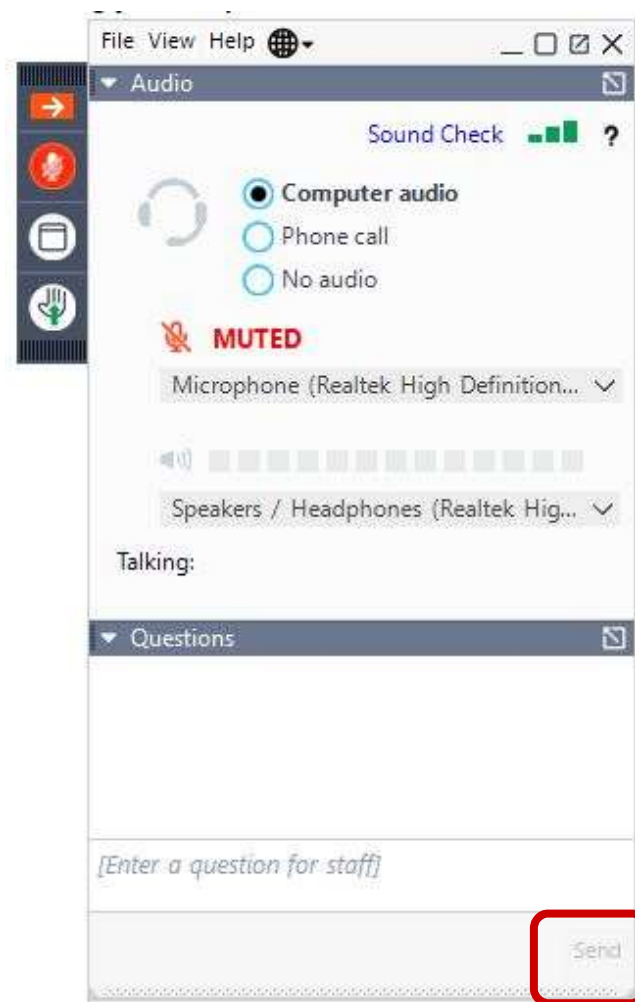 File View Help
Audio
Sound Check ?
Computer audio
Phone call
No audio
MUTED
Microphone (Realtek High Definition...
Speakers / Headphones (Realtek Hig...
Talking:
Questions
[Enter a question for staff]
Send